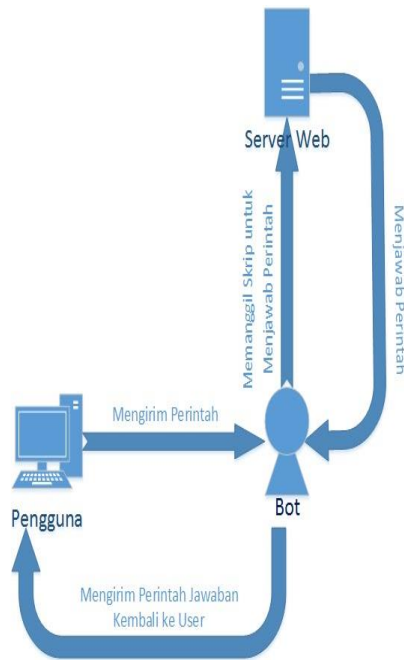 Server Web
Memanggil Skrip untuk
Menjawab Perintah
Menjawab Perintah
Mengirim Perintah
Pengguna
Bot
Mengirim Perintah Jawaban
Kembali ke User